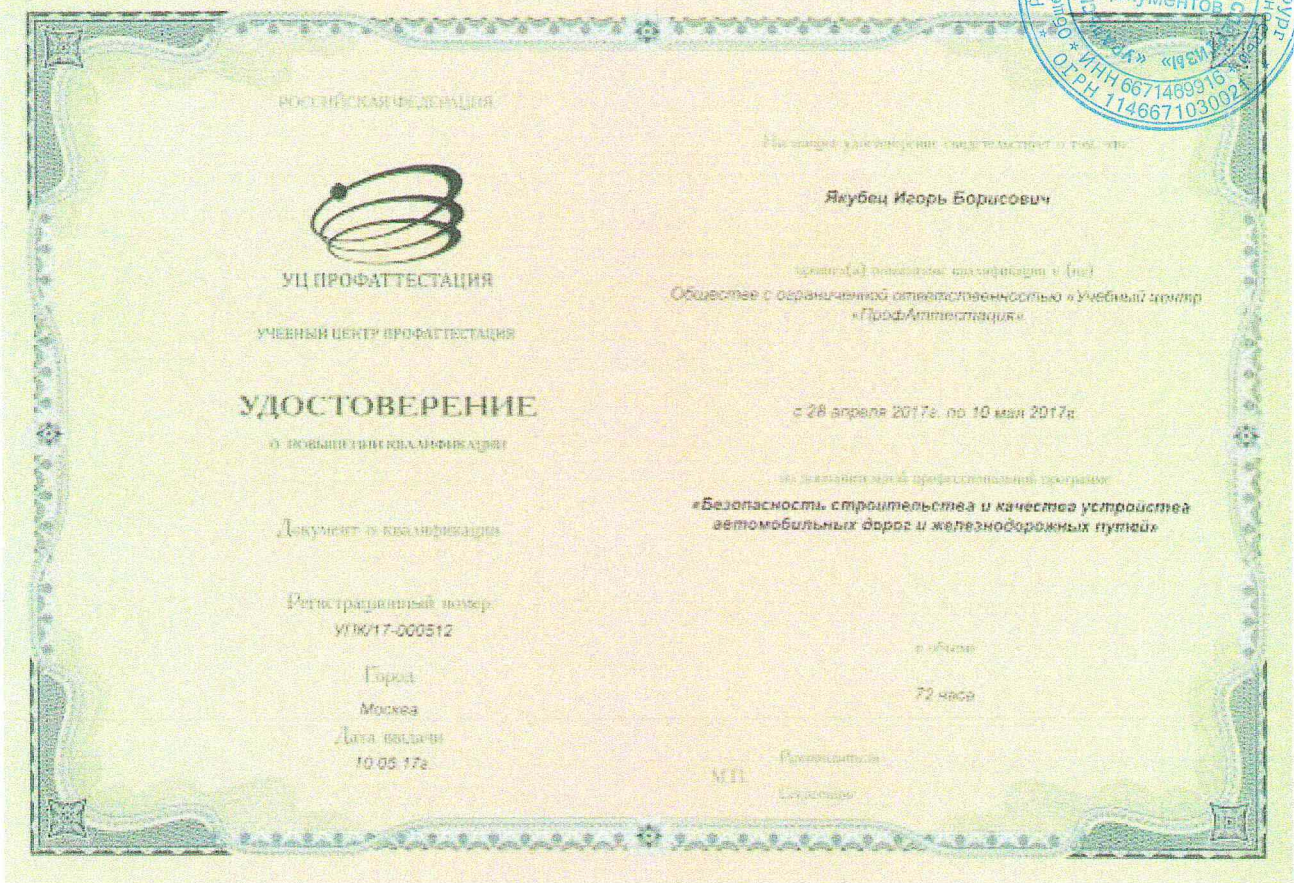 РОССИЙСКАЯ ФЕДЕРАЦИЯ
УЦ ПРОФАТТЕСТАЦИЯ
УЧЕБНЫЙ ЦЕНТР ПРОФАТТЕСТАЦИЯ
УДОСТОВЕРЕНИЕ
О ПОВЫШЕНИИ КВАЛИФИКАЦИИ
Документ о квалификации
Регистрационный номер
УПК/17-000512
Город
Москва
Дата выдачи
10.05.17г.
Настоящее удостоверение свидетельствует о том, что
Якубец Игорь Борисович
прошел(а) повышение квалификации в (на)
Обществе с ограниченной ответственностью «Учебный центр
«ПрофАттестация»
с 28 апреля 2017г. по 10 мая 2017г.
по дополнительной профессиональной программе
«Безопасность строительства и качества устройства
автомобильных дорог и железнодорожных путей»
в объеме
72 часа
М.П.
Руководитель
Секретарь
ИНН 6671469916
ОГРН 1146671030021